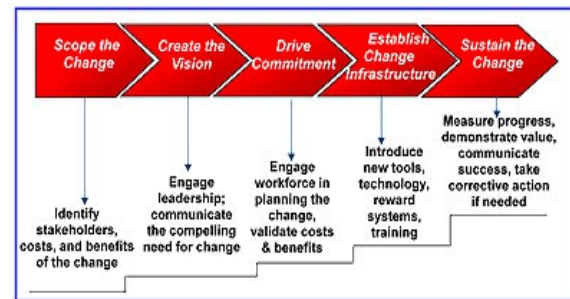 Scope the
Change
Create the
Vision
Drive
Commitment
Establish
Change
Infrastructure
Sustain the
Change
Identify
stakeholders,
costs, and benefits
of the change
Engage
leadership;
communicate
the compelling
need for change
Engage
workforce in
planning the
change,
validate costs
& benefits
Introduce
new tools,
technology,
reward
systems,
training
Measure progress,
demonstrate value,
communicate
success, take
corrective action
if needed